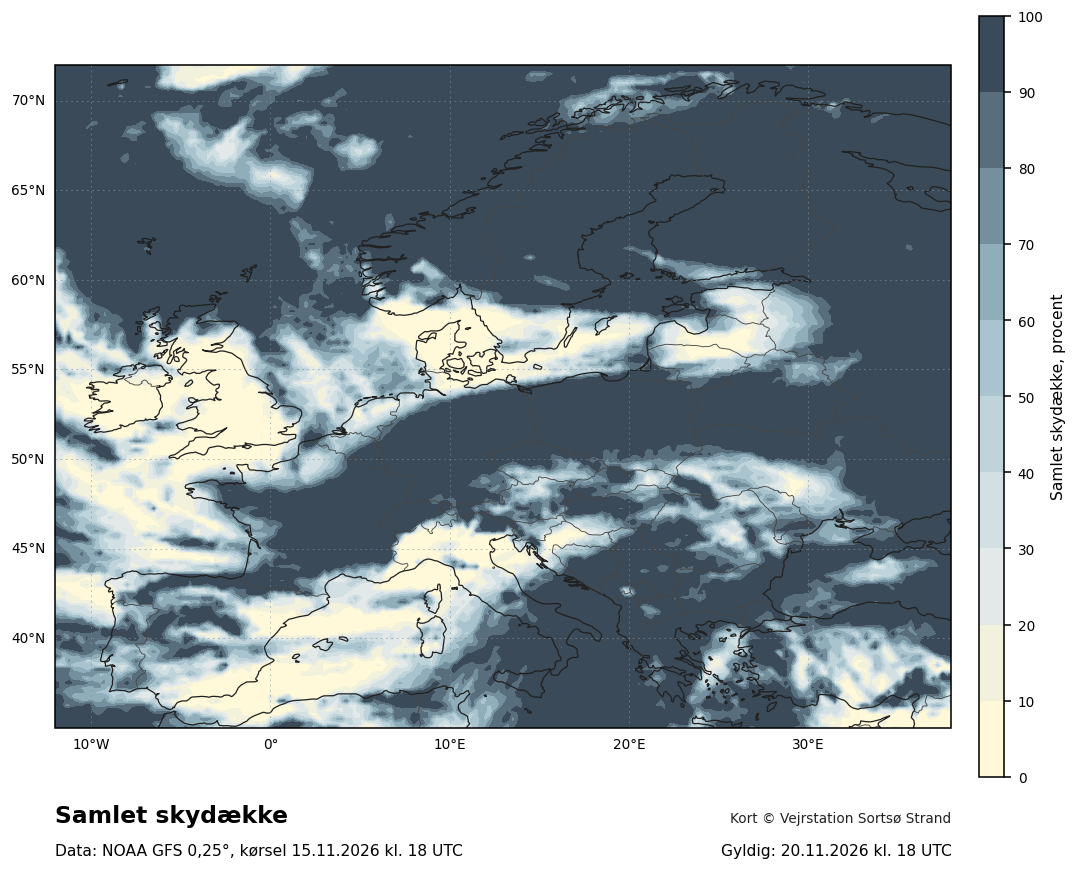 100
90
80
70
60
50
40
30
20
10
0
Samlet skydække, procent
70°N
65°N
60°N
55°N
50°N
45°N
40°N
10°W
0°
10°E
20°E
30°E
Samlet skydække
Kort © Vejrstation Sortsø Strand
Data: NOAA GFS 0,25°, kørsel 15.11.2026 kl. 18 UTC
Gyldig: 20.11.2026 kl. 18 UTC